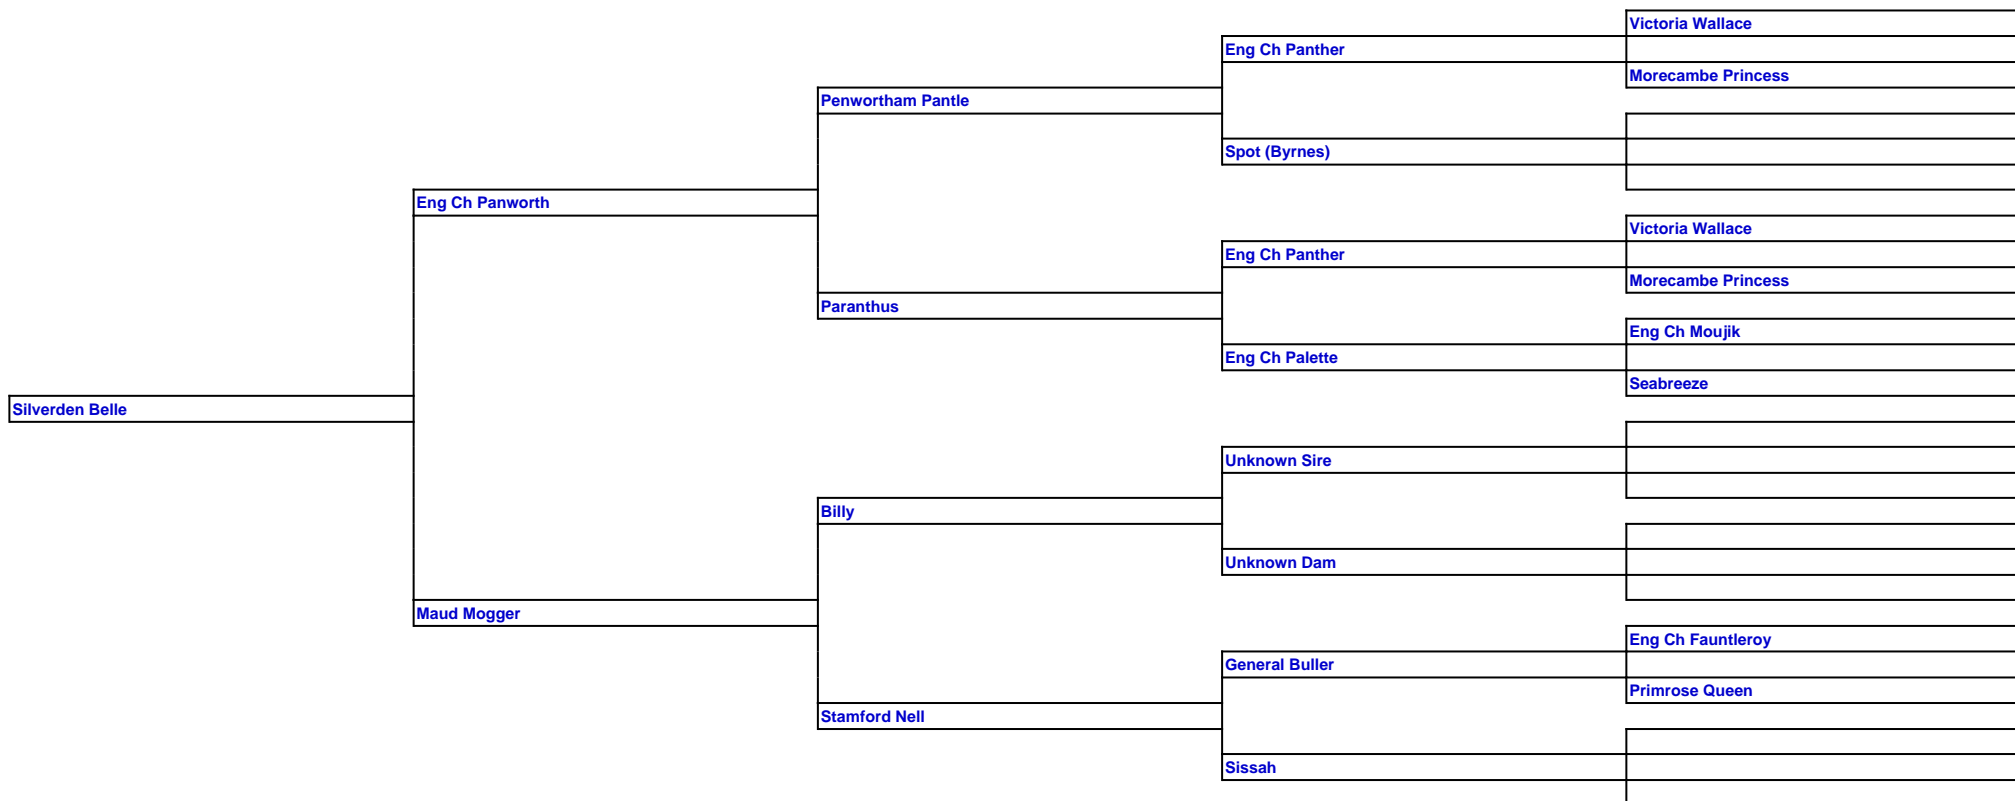 Victoria Wallace
Eng Ch Panther
Morecambe Princess
Penwortham Pantle
Spot (Byrnes)
Eng Ch Panworth
Victoria Wallace
Eng Ch Panther
Morecambe Princess
Paranthus
Eng Ch Moujik
Eng Ch Palette
Seabreeze
Silverden Belle
Unknown Sire
Billy
Unknown Dam
Maud Mogger
Eng Ch Fauntleroy
General Buller
Primrose Queen
Stamford Nell
Sissah